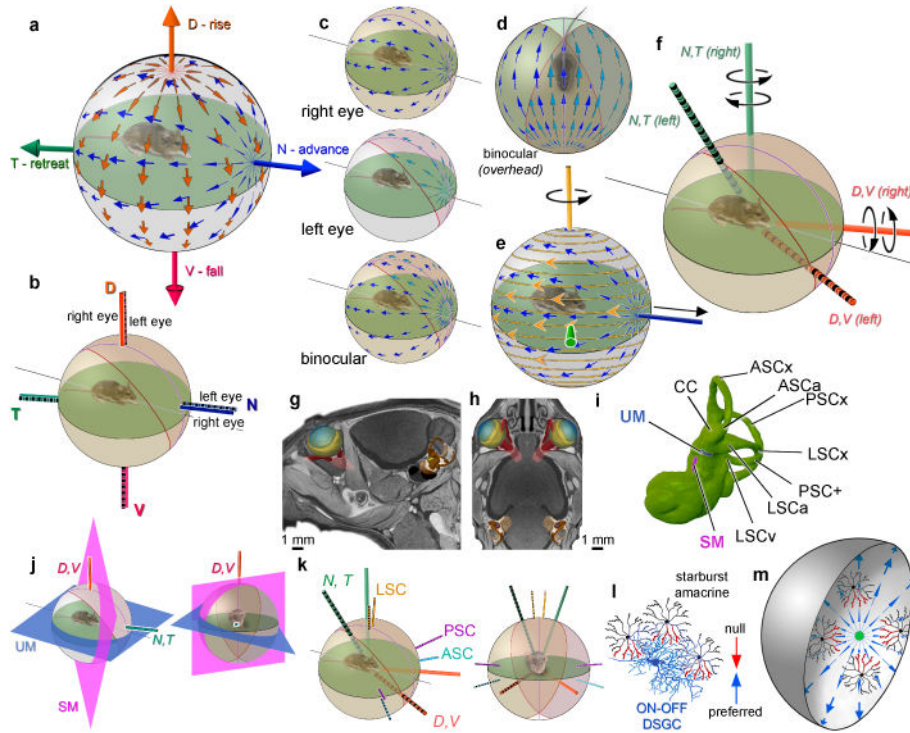 a
D - rise
T - retreat
N - advance
V - fall
b
D
right eye
left eye
T
left eye
N
right eye
V
c
right eye
left eye
binocular
d
binocular
(overhead)
e
f
N,T (right)
N,T (left)
D,V (right)
D,V (left)
g
1 mm
h
1 mm
i
ASCx
CC
ASCa
PSCx
UM
LSCx
PSC+
LSCa
LSCv
SM
j
D,V
UM
N,T
SM
D,V
k
N, T
LSC
PSC
ASC
D,V
l
starburst
amacrine
null
preferred
ON-OFF
DSGC
m